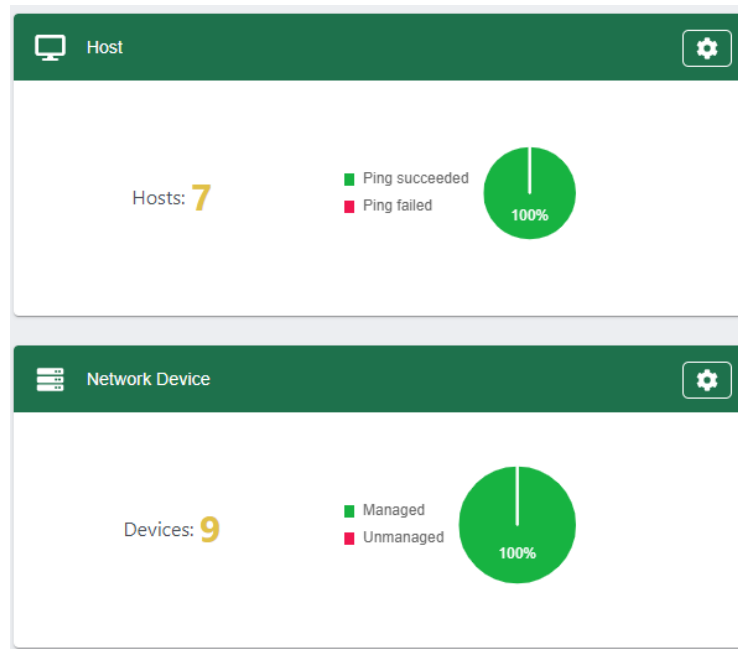 Host
Hosts: 7
Ping succeeded
Ping failed
100%
Network Device
Devices: 9
Managed
Unmanaged
100%